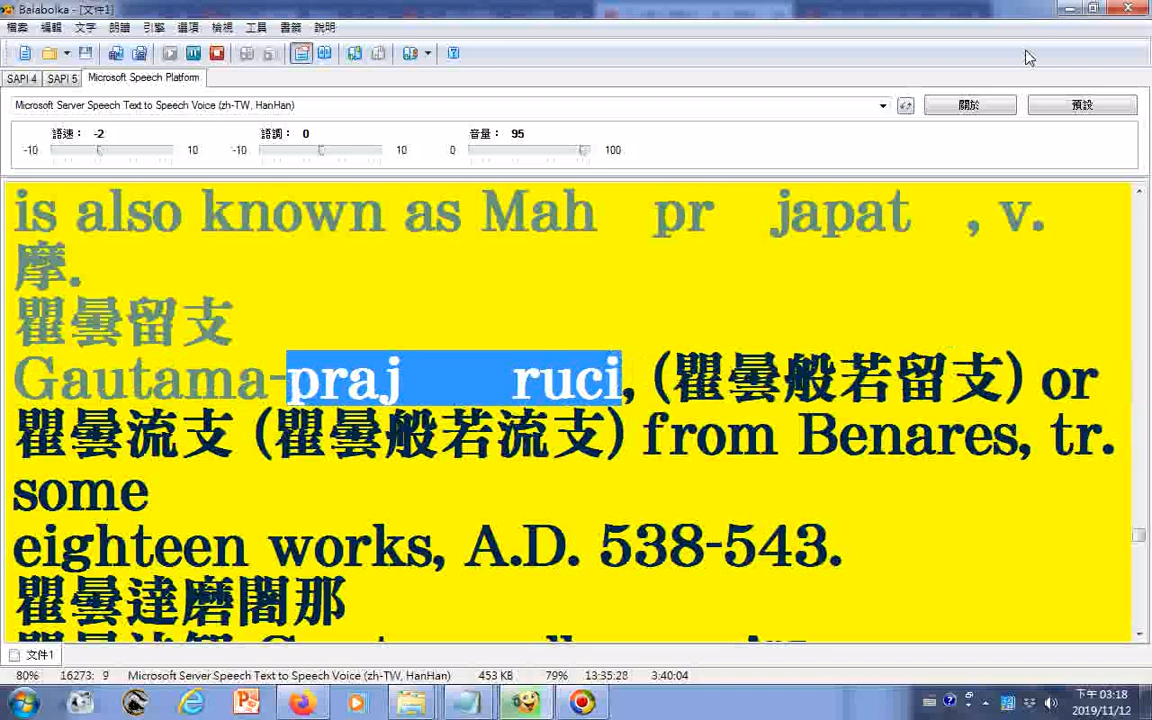 Balabolka - [文件1]
檔案 編輯 文字 朗讀 引擎 選項 檢視 工具 書籤 說明
SAPI 4 SAPI 5 Microsoft Speech Platform
Microsoft Server Speech Text to Speech Voice (zh-TW, HanHan) 關於 預設
語速： -2 語調： 0 音量： 95
-10 10 -10 10 0 100
is also known as Mah pr japat , v.
摩.
瞿曇留支
Gautama-praj ruci, (瞿曇般若留支) or
瞿曇流支 (瞿曇般若流支) from Benares, tr.
some
eighteen works, A.D. 538-543.
瞿曇達磨闍那
文件1
80% 16273: 9 Microsoft Server Speech Text to Speech Voice (zh-TW, HanHan) 453 KB 79% 13:35:28 3:40:04
下午 03:18
2019/11/12